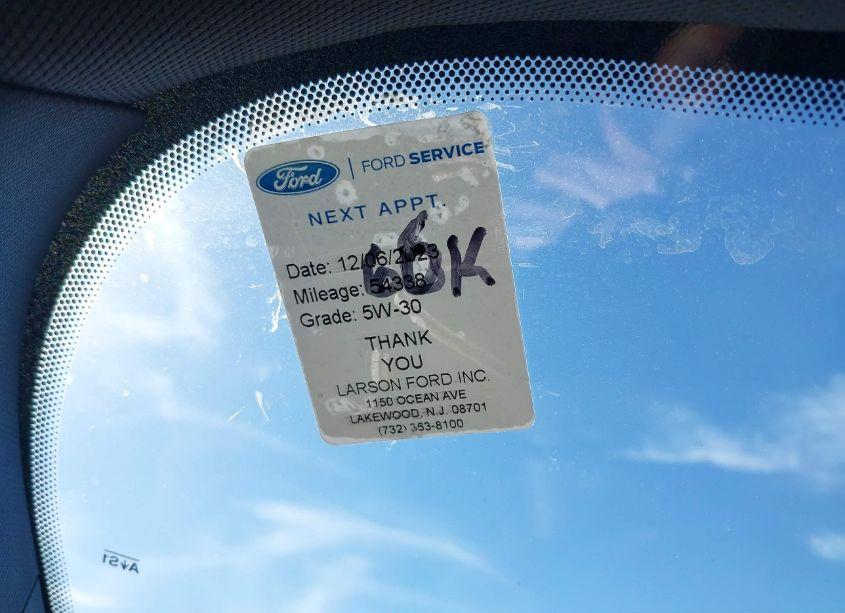 Ford | FORD SERVICE
NEXT APPT.
Date: 12/06/2023
Mileage: 54338
Grade: 5W-30
THANK
YOU
LARSON FORD INC.
1150 OCEAN AVE
LAKEWOOD, N.J. 08701
(732) 363-8100